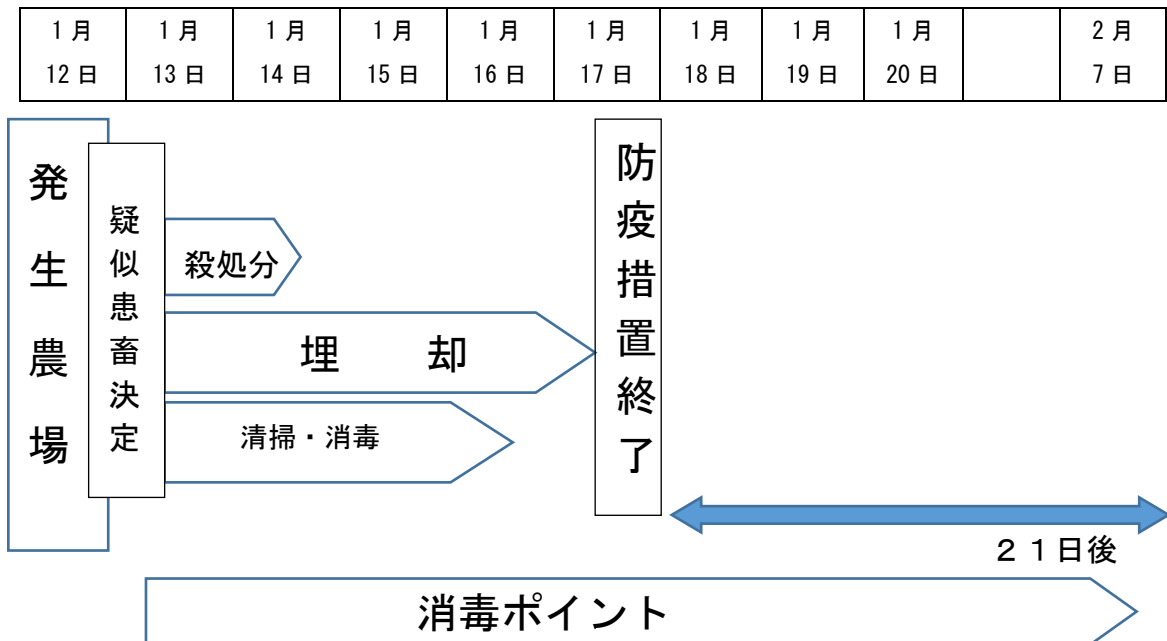 1月 1月 1月 1月 1月 1月 1月 1月 1月 2月
12日 13日 14日 15日 16日 17日 18日 19日 20日 7日
発生農場
疑似患畜決定
殺処分
埋 却
清掃・消毒
防疫措置終了
２１日後
消毒ポイント